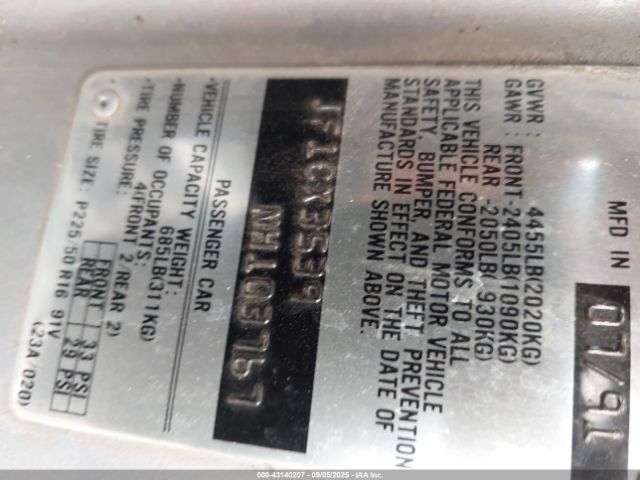 MFD IN 07/91
GVWR : 4455LB(2020KG)
GAWR : FRONT-2405LB(1090KG)
REAR -2050LB( 930KG)
THIS VEHICLE CONFORMS TO ALL
APPLICABLE FEDERAL MOTOR VEHICLE
SAFETY, BUMPER, AND THEFT PREVENTION
STANDARDS IN EFFECT ON THE DATE OF
MANUFACTURE SHOWN ABOVE.
JF1CX3539
PASSENGER CAR
·VEHICLE CAPACITY WEIGHT:
685LB(311KG)
·NUMBER OF OCCUPANTS:
4(FRONT 2/REAR 2)
·TIRE PRESSURE:
FRONT 33 PSI
REAR 29 PSI
·TIRE SIZE: P225/50 R16 91V
(23A/020)
000-43140207 - 09/05/2025 - IAAI.com